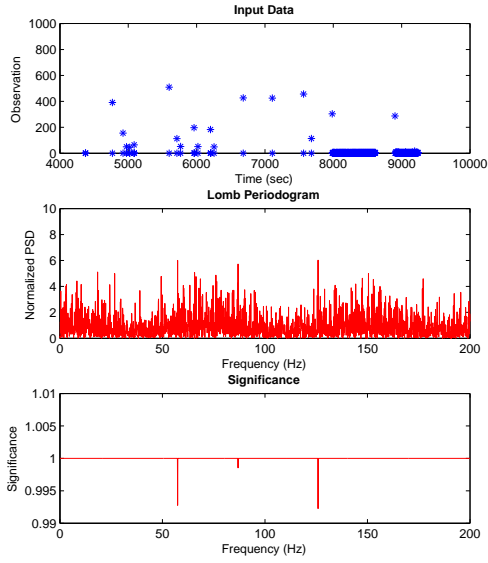 Input Data
1000
800
600
400
200
0
Observation
4000 5000 6000 7000 8000 9000 10000
Time (sec)
Lomb Periodogram
10
8
6
4
2
0
Normalized PSD
0 50 100 150 200
Frequency (Hz)
Significance
1.01
1.005
1
0.995
0.99
Significance
0 50 100 150 200
Frequency (Hz)